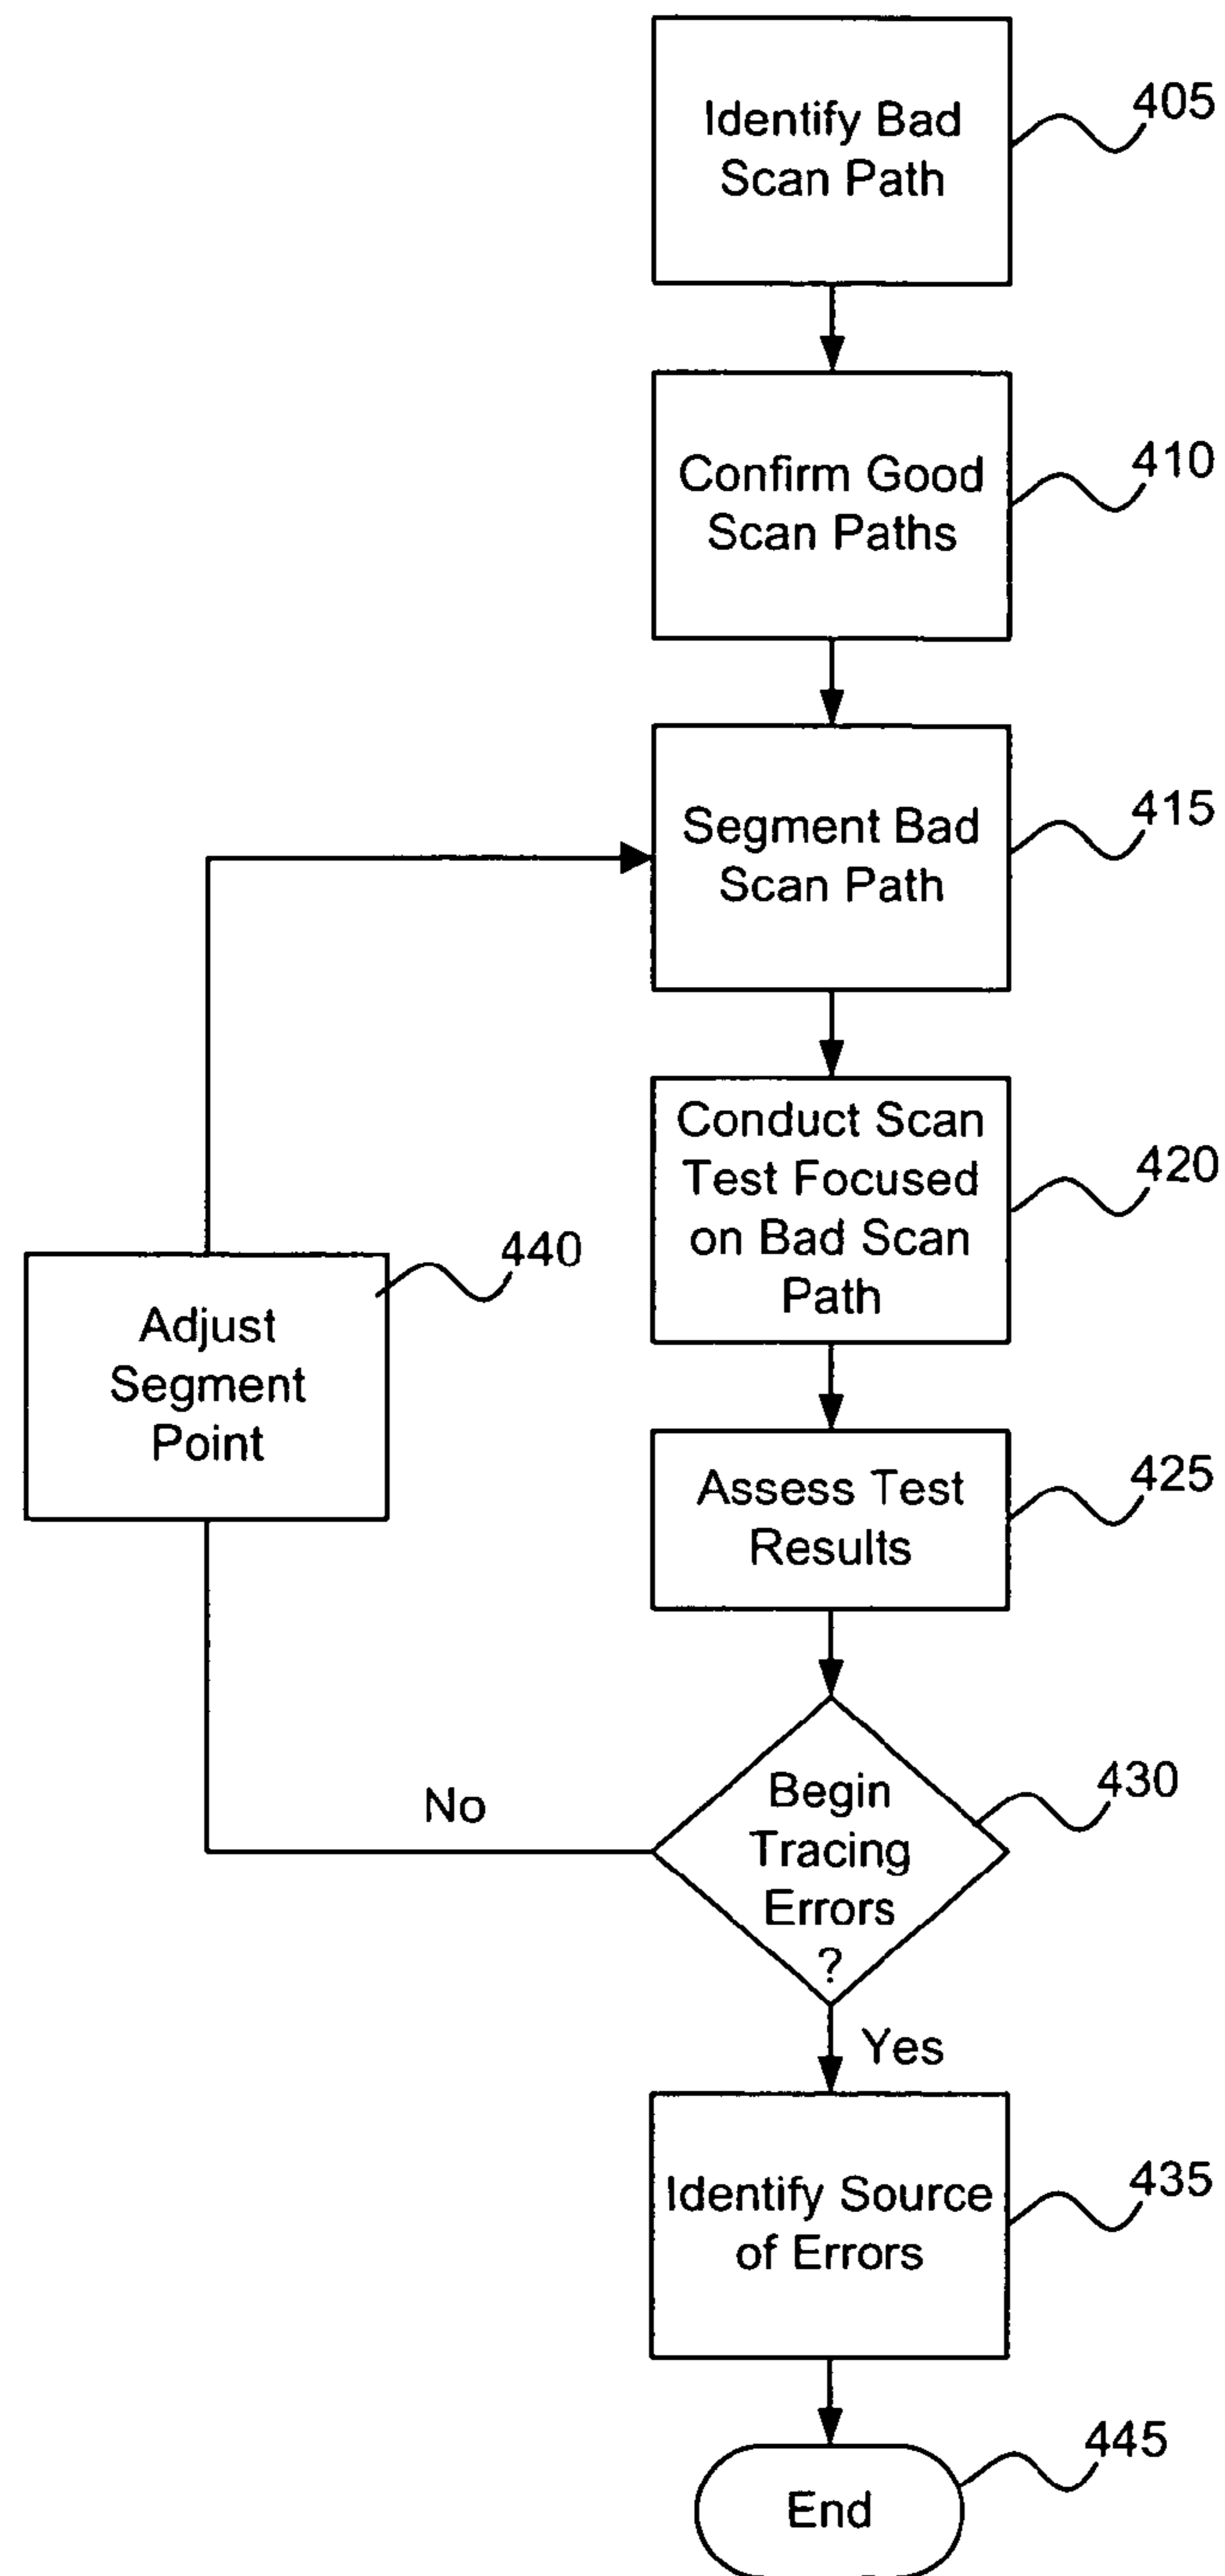 Identify Bad
Scan Path
405
Confirm Good
Scan Paths
410
Segment Bad
Scan Path
415
Conduct Scan
Test Focused
on Bad Scan
Path
420
Adjust
Segment
Point
440
Assess Test
Results
425
Begin
Tracing
Errors
?
430
No
Yes
Identify Source
of Errors
435
End
445